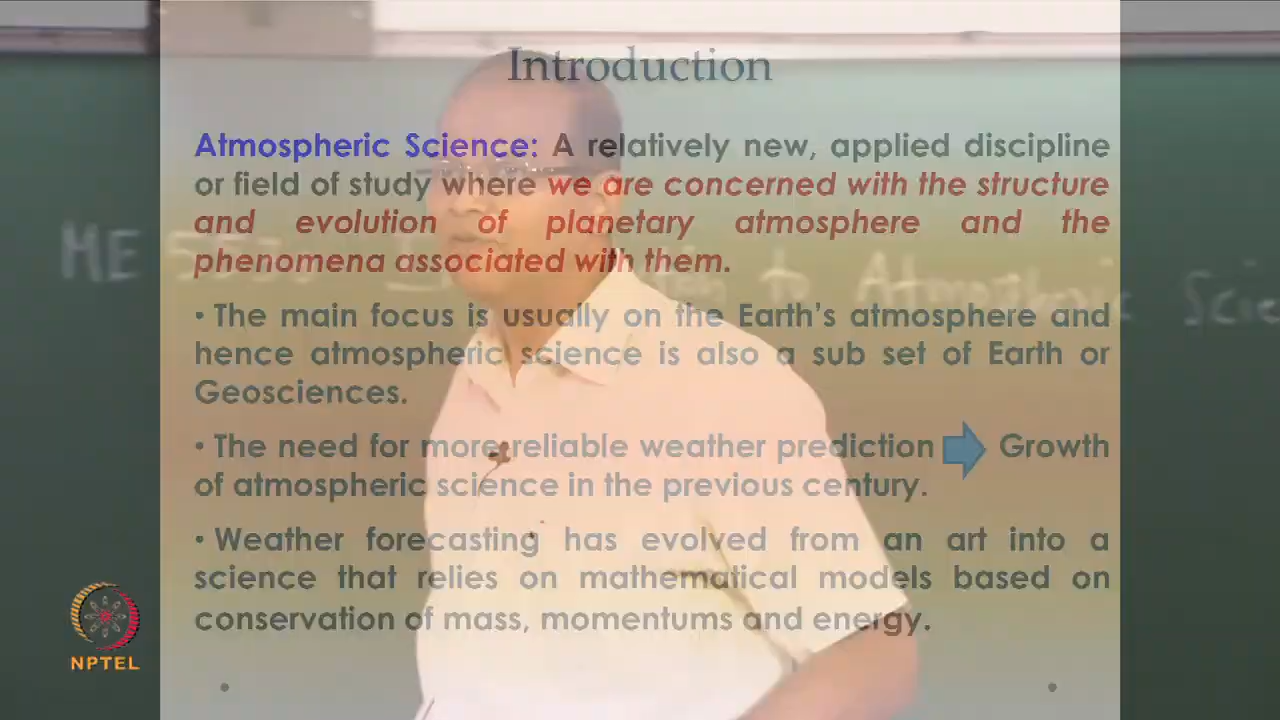 Introduction
Atmospheric Science: A relatively new, applied discipline
or field of study where we are concerned with the structure
and evolution of planetary atmosphere and the
phenomena associated with them.
• The main focus is usually on the Earth's atmosphere and
hence atmospheric science is also a sub set of Earth or
Geosciences.
• The need for more reliable weather prediction Growth
of atmospheric science in the previous century.
• Weather forecasting has evolved from an art into a
science that relies on mathematical models based on
conservation of mass, momentums and energy.
ME to Atmospheric Scie
NPTEL